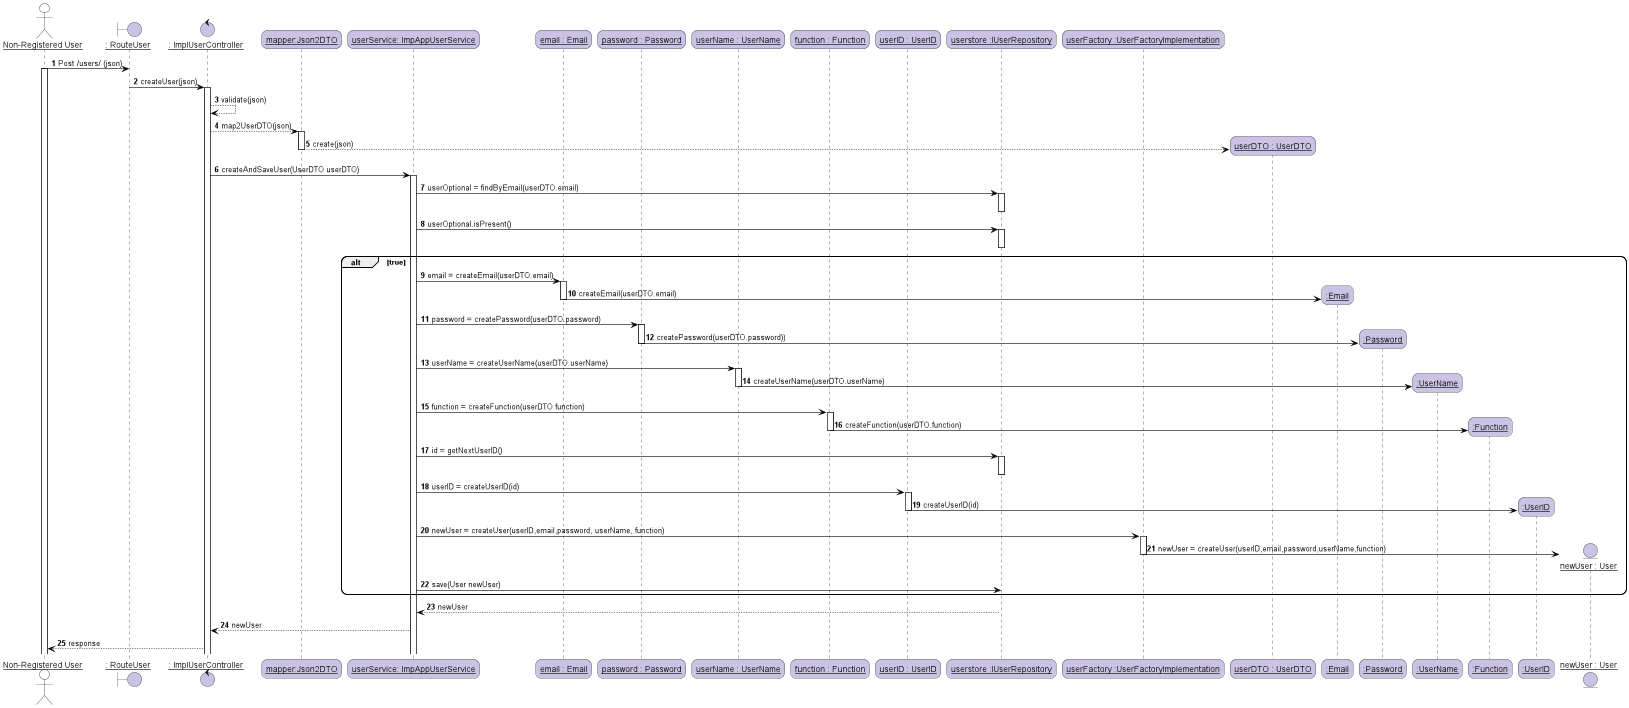 Non-Registered User
: RouteUser
: ImplUserController
mapper:Json2DTO
userService: ImpAppUserService
email : Email
password : Password
userName : UserName
function : Function
userID : UserID
userstore :IUserRepository
userFactory :UserFactoryImplementation
1 Post /users/ (json)
2 createUser(json)
3 validate(json)
4 map2UserDTO(json)
5 create(json)
userDTO : UserDTO
6 createAndSaveUser(UserDTO userDTO)
7 userOptional = findByEmail(userDTO.email)
8 userOptional.isPresent()
alt [true]
9 email = createEmail(userDTO.email)
10 createEmail(userDTO.email)
:Email
11 password = createPassword(userDTO.password)
12 createPassword(userDTO.password))
:Password
13 userName = createUserName(userDTO.userName)
14 createUserName(userDTO.userName)
:UserName
15 function = createFunction(userDTO.function)
16 createFunction(userDTO.function)
:Function
17 id = getNextUserID()
18 userID = createUserID(id)
19 createUserID(id)
:UserID
20 newUser = createUser(userID,email,password, userName, function)
21 newUser = createUser(userID,email,password,userName,function)
newUser : User
22 save(User newUser)
23 newUser
24 newUser
25 response
Non-Registered User
: RouteUser
: ImplUserController
mapper:Json2DTO
userService: ImpAppUserService
email : Email
password : Password
userName : UserName
function : Function
userID : UserID
userstore :IUserRepository
userFactory :UserFactoryImplementation
userDTO : UserDTO
:Email
:Password
:UserName
:Function
:UserID
newUser : User